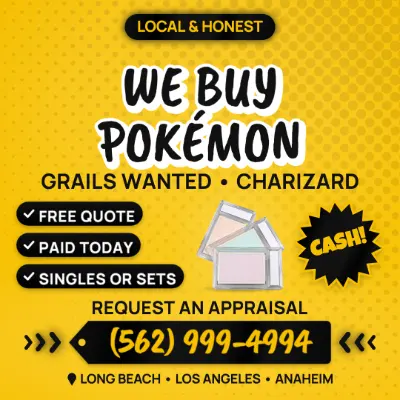 LOCAL & HONEST
WE BUY
POKÉMON
GRAILS WANTED • CHARIZARD
FREE QUOTE
PAID TODAY
SINGLES OR SETS
CASH!
REQUEST AN APPRAISAL
(562) 999-4994
LONG BEACH • LOS ANGELES • ANAHEIM